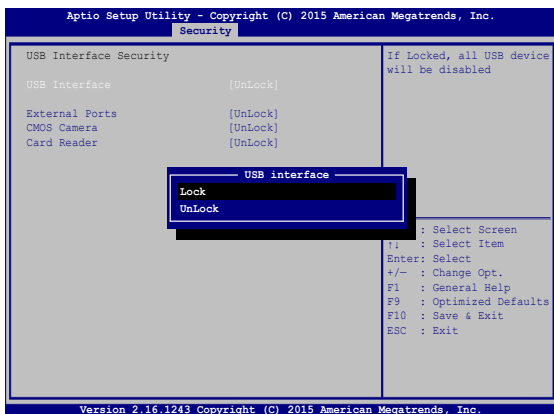 Aptio Setup Utility - Copyright (C) 2015 American Megatrends, Inc.
Security
USB Interface Security
USB Interface [UnLock]
External Ports [UnLock]
CMOS Camera [UnLock]
Card Reader [UnLock]
If Locked, all USB device
will be disabled
USB interface
Lock
UnLock
: Select Screen
↑↓ : Select Item
Enter: Select
+/— : Change Opt.
F1 : General Help
F9 : Optimized Defaults
F10 : Save & Exit
ESC : Exit
Version 2.16.1243 Copyright (C) 2015 American Megatrends, Inc.